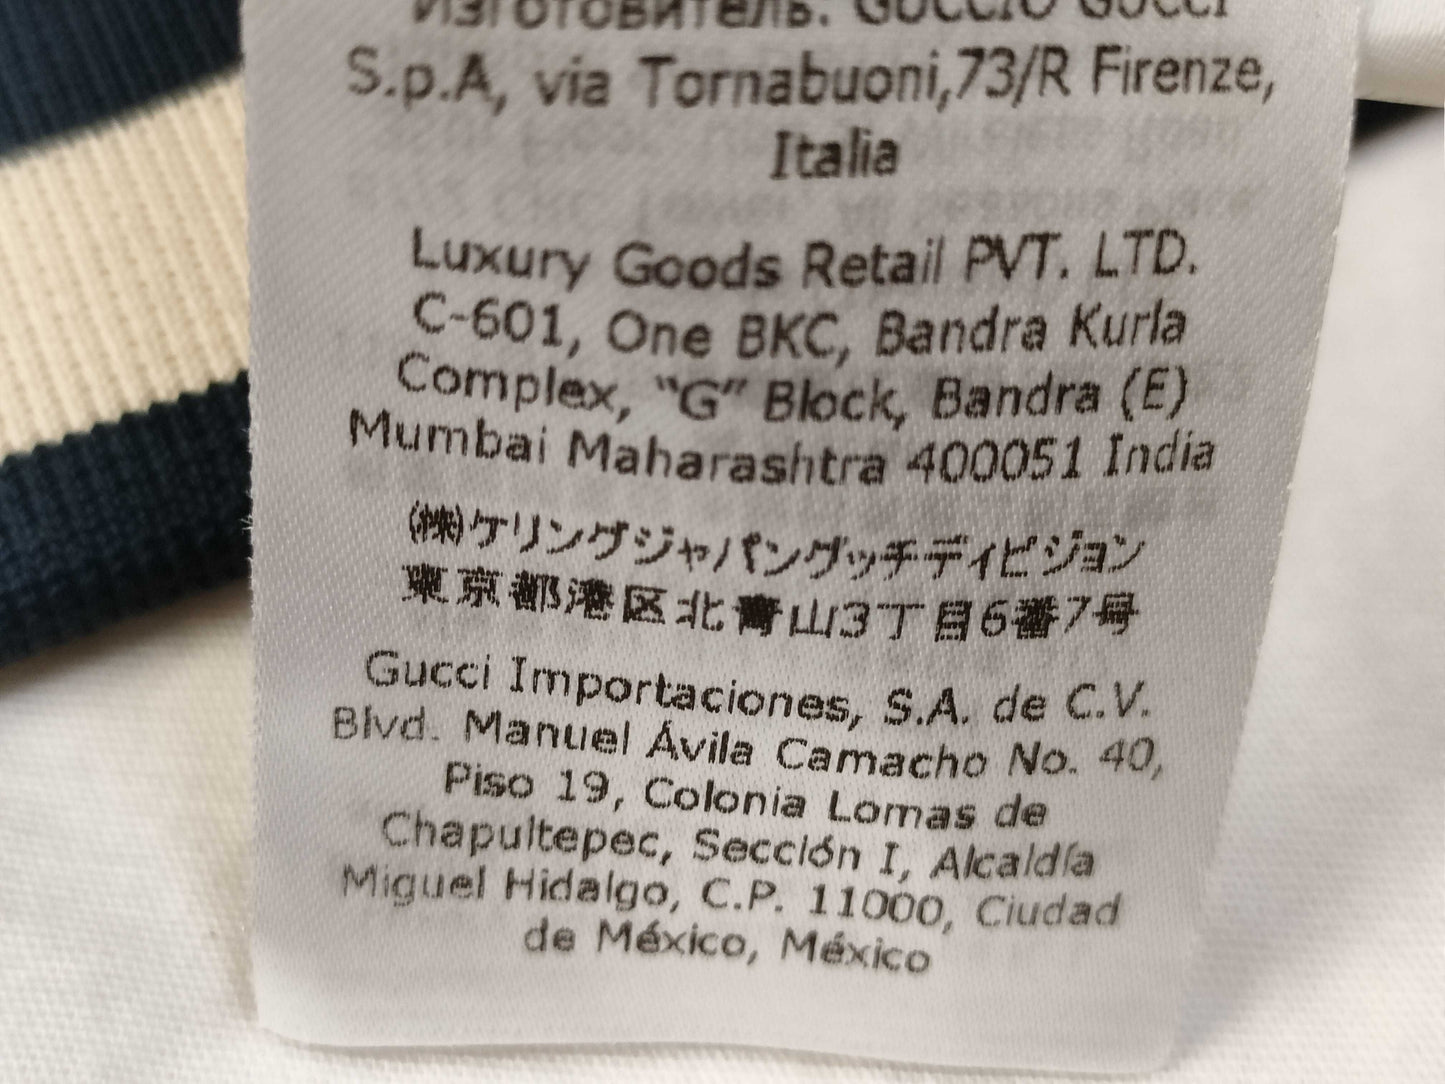 Изготовитель: GUCCIO GUCCI
S.p.A, via Tornabuoni,73/R Firenze,
Italia
Luxury Goods Retail PVT. LTD.
C-601, One BKC, Bandra Kurla
Complex, “G” Block, Bandra (E)
Mumbai Maharashtra 400051 India
㈱ケリングジャパングッチディビジョン
東京都港区北青山3丁目6番7号
Gucci Importaciones, S.A. de C.V.
Blvd. Manuel Ávila Camacho No. 40,
Piso 19, Colonia Lomas de
Chapultepec, Sección I, Alcaldía
Miguel Hidalgo, C.P. 11000, Ciudad
de México, México